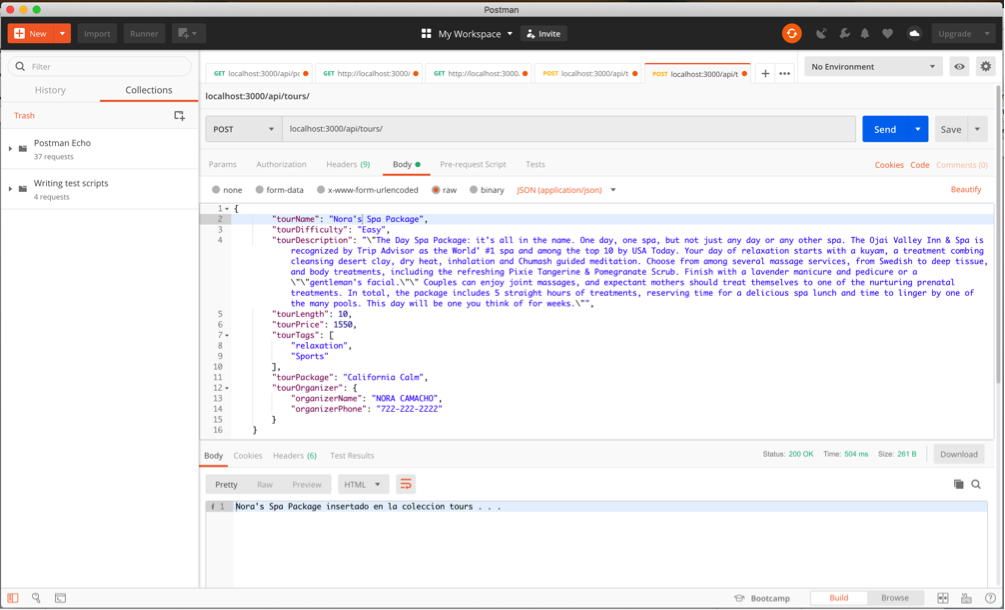 Postman
New
Import
Runner
My Workspace
Invite
Upgrade
Filter
History
Collections
Trash
Postman Echo
37 requests
Writing test scripts
4 requests
GET localhost:3000/api/pc
GET http://localhost:3000/
GET http://localhost:3000.
POST localhost:3000/api/t
POST localhost:3000/api/t
+ •••
No Environment
localhost:3000/api/tours/
POST
localhost:3000/api/tours/
Send
Save
Params
Authorization
Headers (9)
Body
Pre-request Script
Tests
Cookies
Code
Comments (0)
none
form-data
x-www-form-urlencoded
raw
binary
JSON (application/json)
Beautify
1 {
2 "tourName": "Nora's Spa Package",
3 "tourDifficulty": "Easy",
4 "tourDescription": "\"The Day Spa Package: it's all in the name. One day, one spa, but not just any day or any other spa. The Ojai Valley Inn & Spa is
recognized by Trip Advisor as the World' #1 spa and among the top 10 by USA Today. Your day of relaxation starts with a kuyam, a treatment combing
cleansing desert clay, dry heat, inhalation and Chumash guided meditation. Choose from among several massage services, from Swedish to deep tissue,
and body treatments, including the refreshing Pixie Tangerine & Pomegranate Scrub. Finish with a lavender manicure and pedicure or a
\"\"gentleman's facial.\"\" Couples can enjoy joint massages, and expectant mothers should treat themselves to one of the nurturing prenatal
treatments. In total, the package includes 5 straight hours of treatments, reserving time for a delicious spa lunch and time to linger by one of
the many pools. This day will be one you think of for weeks.\"",
5 "tourLength": 10,
6 "tourPrice": 1550,
7 "tourTags": [
8 "relaxation",
9 "Sports"
10 ],
11 "tourPackage": "California Calm",
12 "tourOrganizer": {
13 "organizerName": "NORA CAMACHO",
14 "organizerPhone": "722-222-2222"
15 }
16 }
Body
Cookies
Headers (6)
Test Results
Status: 200 OK
Time: 504 ms
Size: 261 B
Download
Pretty
Raw
Preview
HTML
i 1 Nora's Spa Package insertado en la coleccion tours . . .
Bootcamp
Build
Browse